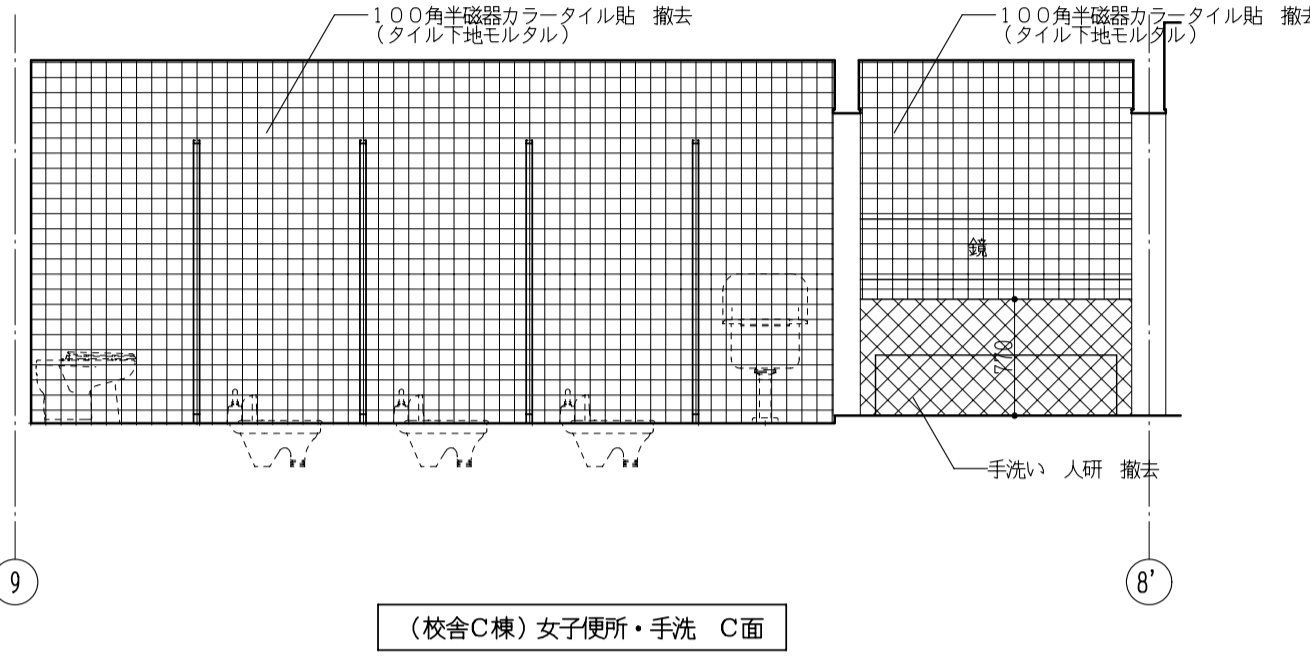 100角半磁器カラータイル貼 撤去
(タイル下地モルタル)
100角半磁器カラータイル貼 撤去
(タイル下地モルタル)
鏡
770
手洗い 人研 撤去
9
8'
(校舎C棟) 女子便所・手洗 C面